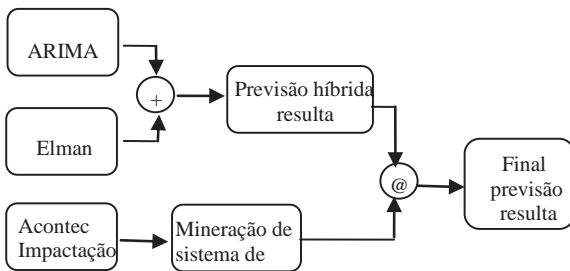 ARIMA
+
Previsão híbrida
resulta
Elman
@
Final
previsão
resulta
Acontec
Impactação
Mineração de
sistema de